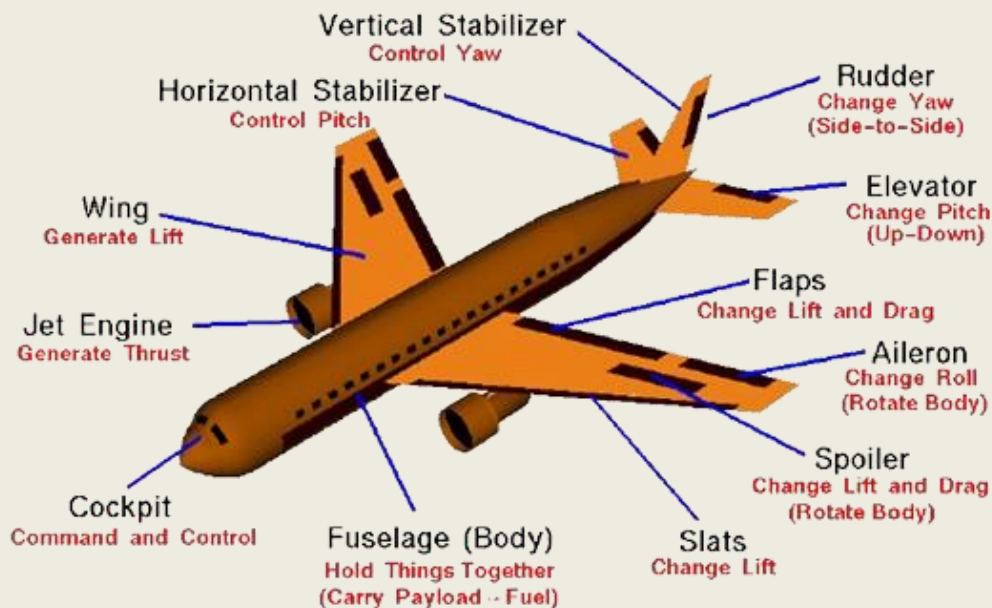 Vertical Stabilizer
Control Yaw
Horizontal Stabilizer
Control Pitch
Rudder
Change Yaw
(Side-to-Side)
Wing
Generate Lift
Elevator
Change Pitch
(Up-Down)
Flaps
Change Lift and Drag
Jet Engine
Generate Thrust
Aileron
Change Roll
(Rotate Body)
Spoiler
Change Lift and Drag
(Rotate Body)
Cockpit
Command and Control
Fuselage (Body)
Hold Things Together
(Carry Payload - Fuel)
Slats
Change Lift